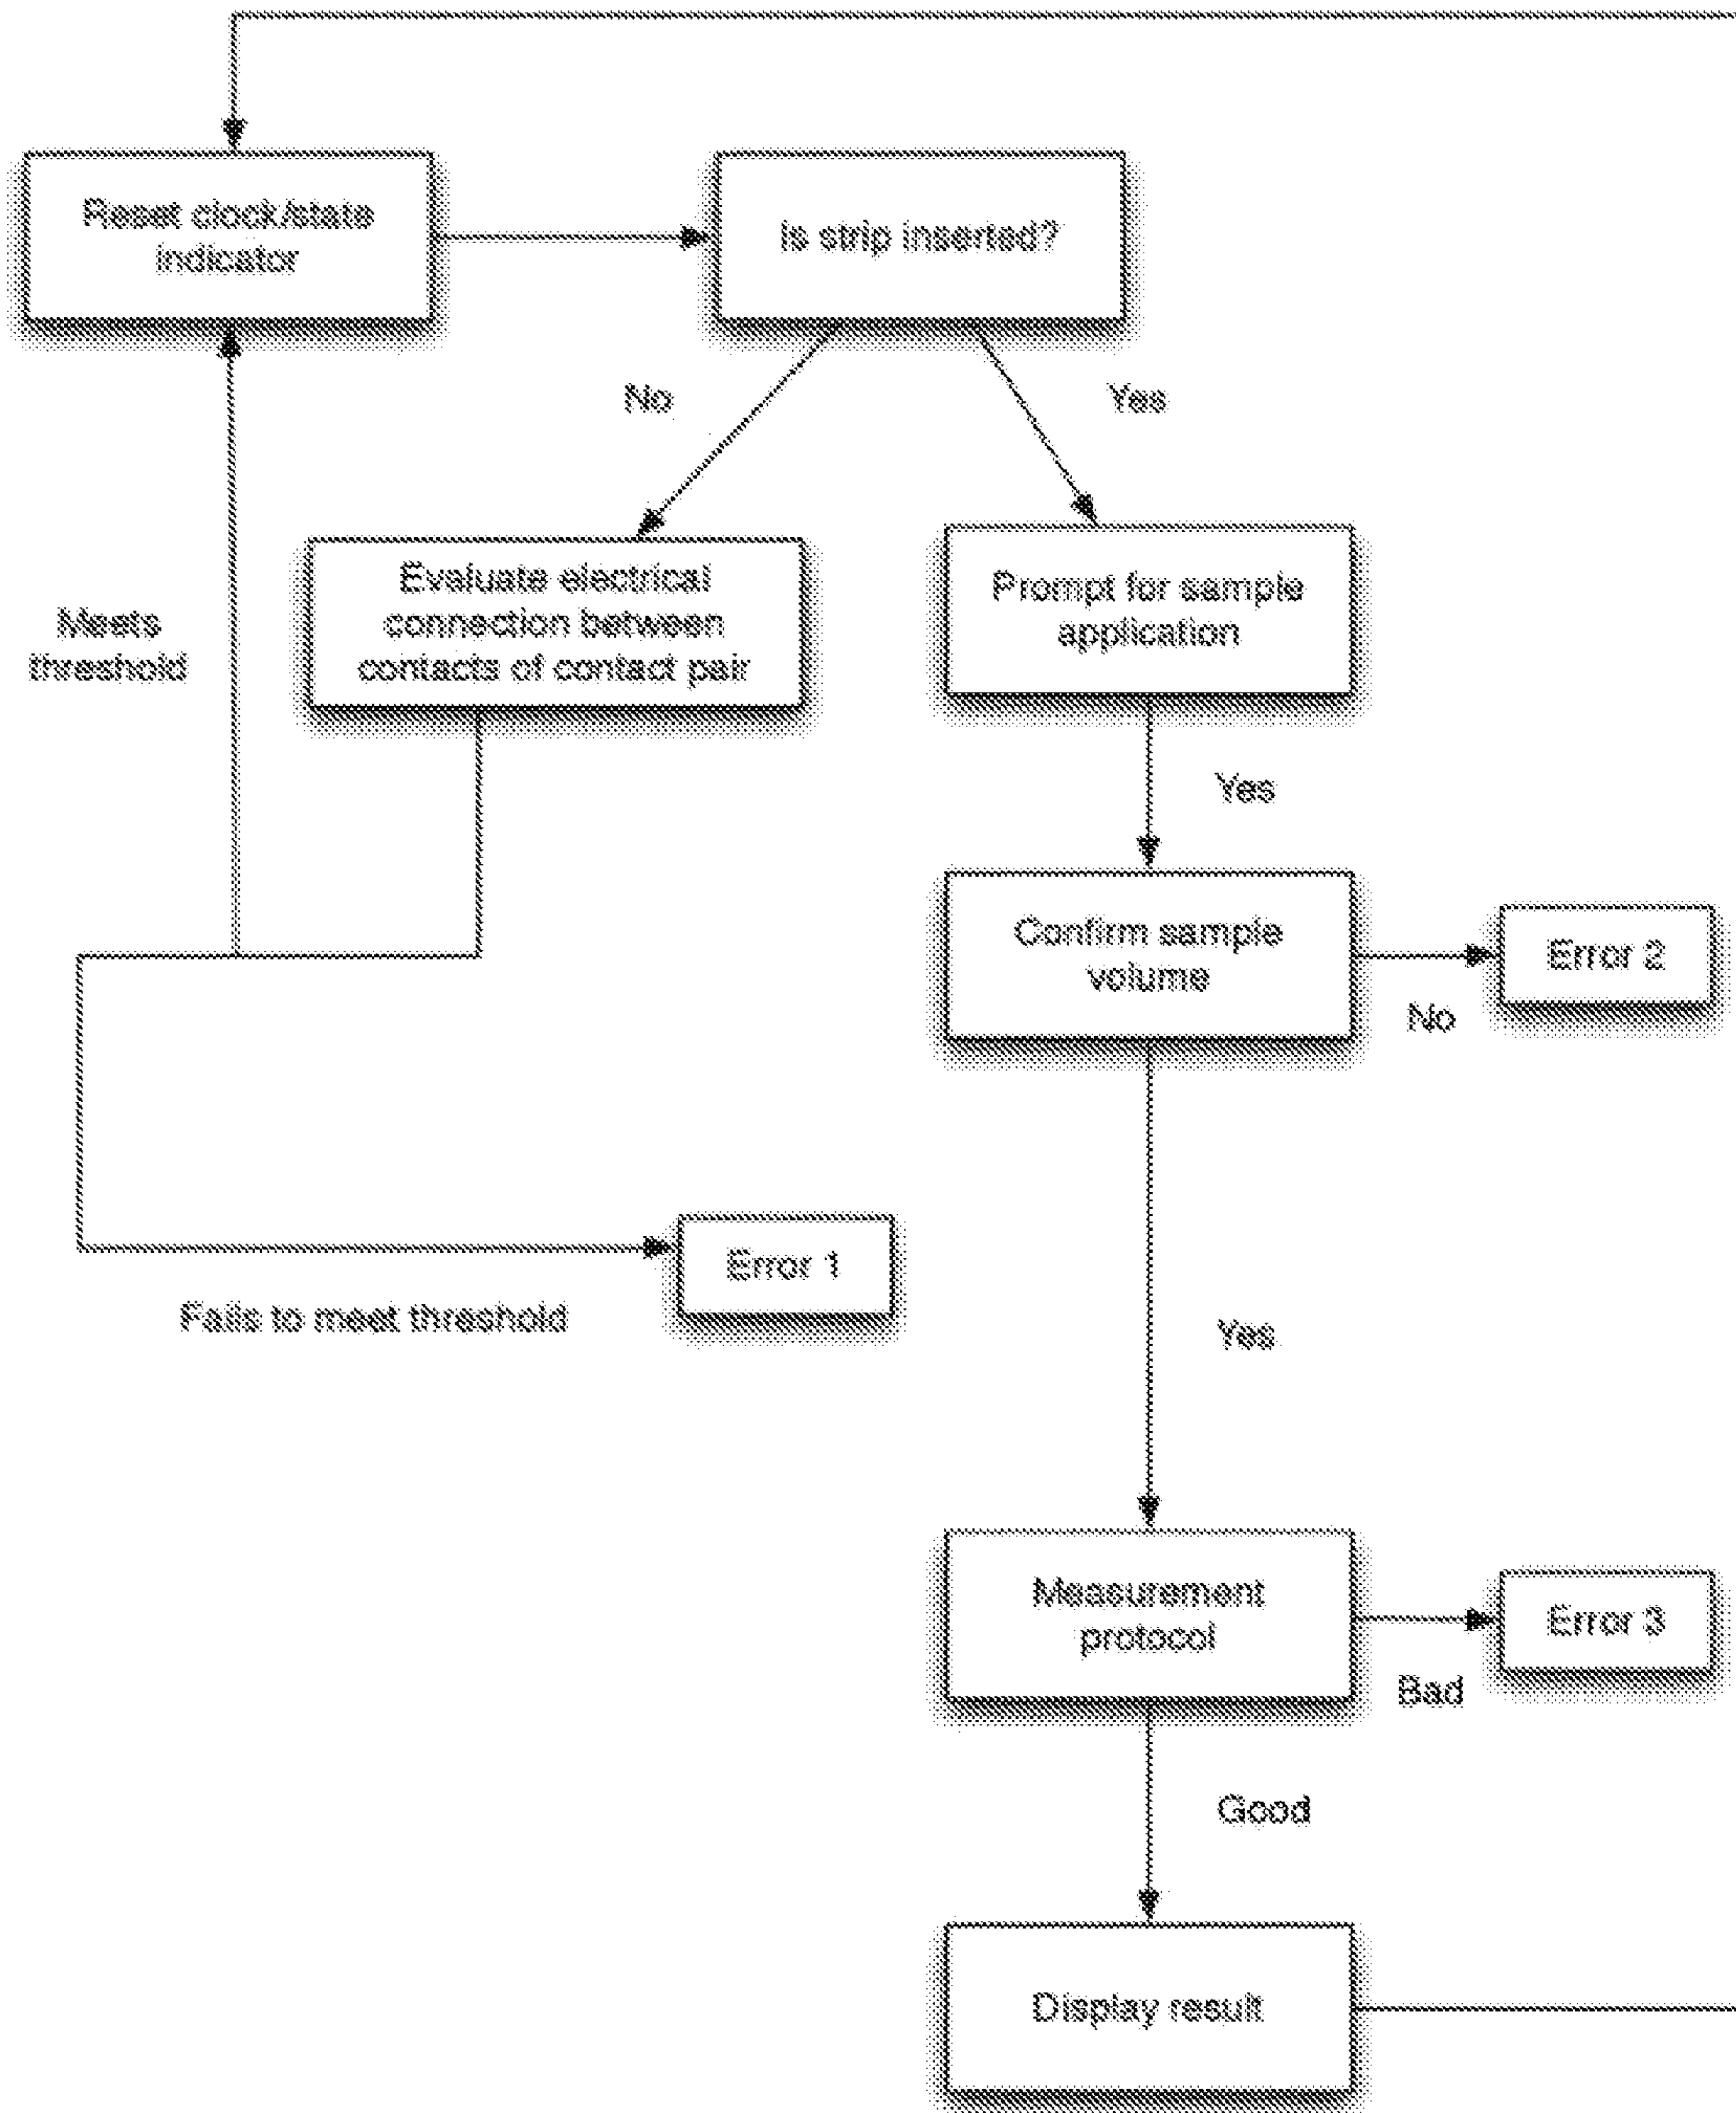 Reset clock/state
indicator
Is strip inserted?
No
Yes
Evaluate electrical
connection between
contacts of contact pair
Prompt for sample
application
Meets
threshold
Yes
Confirm sample
volume
Error 2
No
Error 1
Fails to meet threshold
Yes
Measurement
protocol
Error 3
Bad
Good
Display result